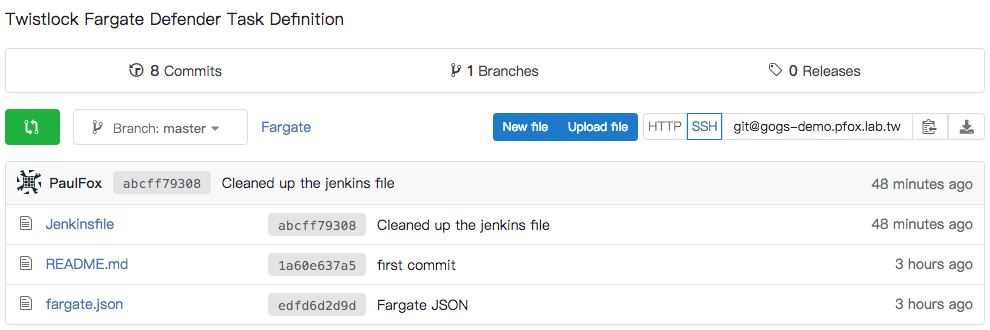 Twistlock Fargate Defender Task Definition
8 Commits
1 Branches
0 Releases
Branch: master
Fargate
New file
Upload file
HTTP
SSH
git@gogs-demo.pfox.lab.tw
PaulFox abcff79308 Cleaned up the jenkins file 48 minutes ago
Jenkinsfile abcff79308 Cleaned up the jenkins file 48 minutes ago
README.md 1a60e637a5 first commit 3 hours ago
fargate.json edfd6d2d9d Fargate JSON 3 hours ago